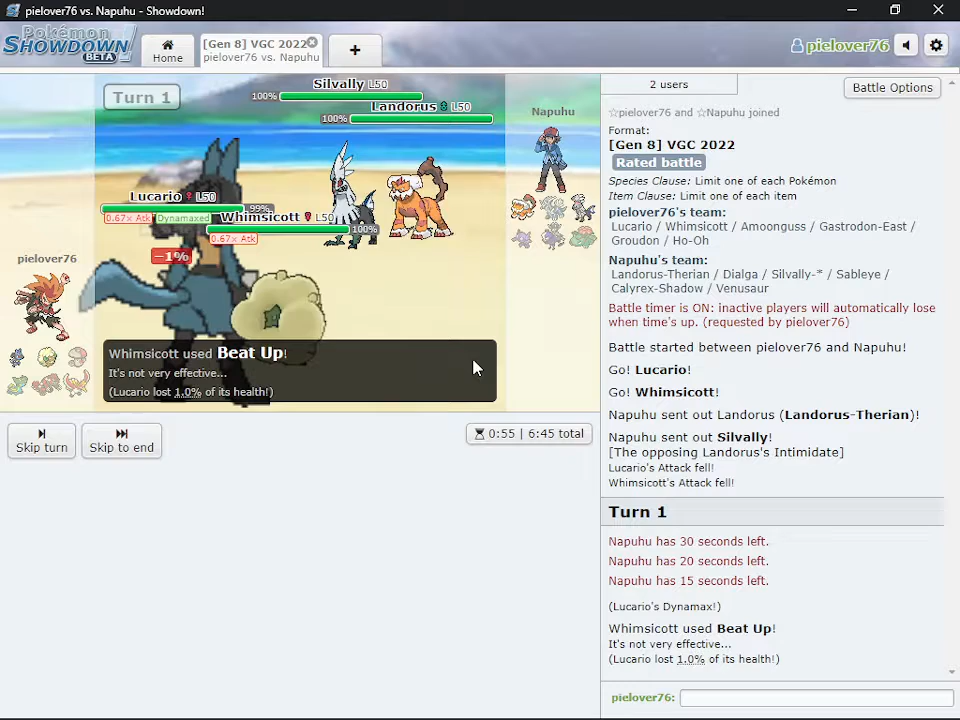 pielover76 vs. Napuhu - Showdown!
Pokémon
SHOWDOWN
BETA
Home
[Gen 8] VGC 2022
pielover76 vs. Napuhu
+
pielover76
Turn 1
Silvally L50
100%
Landorus L50
100%
Napuhu
Lucario L50
99%
0.67x Atk Dynamaxed
Whimsicott L50
100%
0.67x Atk
−1%
pielover76
Whimsicott used Beat Up!
It's not very effective...
(Lucario lost 1.0% of its health!)
Skip turn
Skip to end
0:55 | 6:45 total
2 users
Battle Options
☆pielover76 and ☆Napuhu joined
Format:
[Gen 8] VGC 2022
Rated battle
Species Clause: Limit one of each Pokémon
Item Clause: Limit one of each item
pielover76's team:
Lucario / Whimsicott / Amoonguss / Gastrodon-East /
Groudon / Ho-Oh
Napuhu's team:
Landorus-Therian / Dialga / Silvally-* / Sableye /
Calyrex-Shadow / Venusaur
Battle timer is ON: inactive players will automatically lose
when time's up. (requested by pielover76)
Battle started between pielover76 and Napuhu!
Go! Lucario!
Go! Whimsicott!
Napuhu sent out Landorus (Landorus-Therian)!
Napuhu sent out Silvally!
[The opposing Landorus's Intimidate]
Lucario's Attack fell!
Whimsicott's Attack fell!
Turn 1
Napuhu has 30 seconds left.
Napuhu has 20 seconds left.
Napuhu has 15 seconds left.
(Lucario's Dynamax!)
Whimsicott used Beat Up!
It's not very effective...
(Lucario lost 1.0% of its health!)
pielover76: